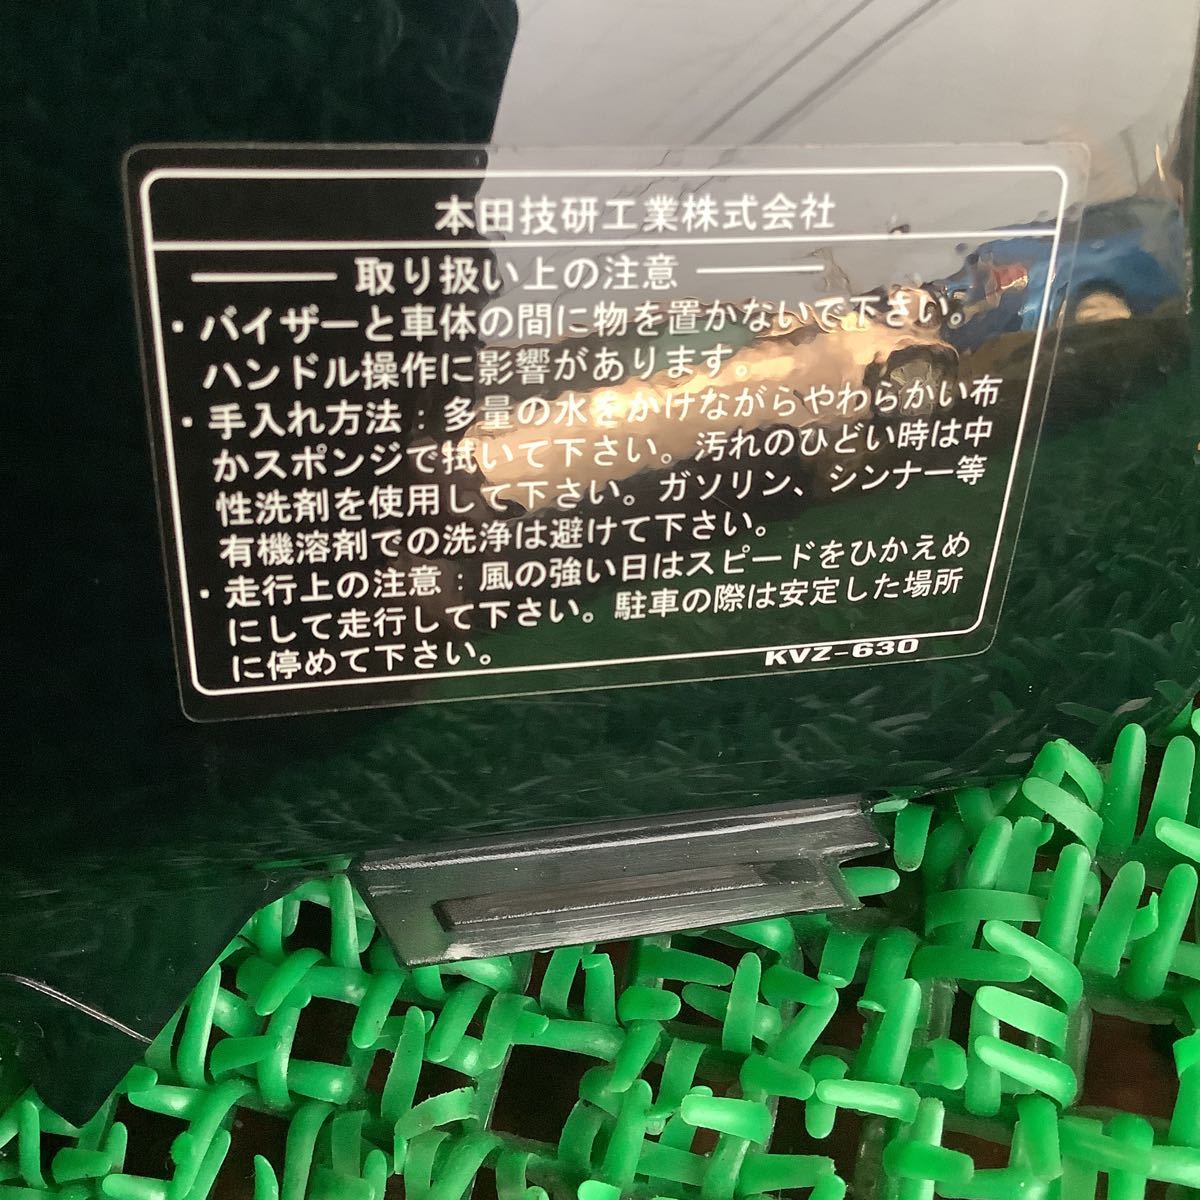 本田技研工業株式会社
取り扱い上の注意
・バイザーと車体の間に物を置かないで下さい。
ハンドル操作に影響があります。
・手入れ方法：多量の水をかけながらやわらかい布
かスポンジで拭いて下さい。汚れのひどい時は中
性洗剤を使用して下さい。ガソリン、シンナー等
有機溶剤での洗浄は避けて下さい。
・走行上の注意：風の強い日はスピードをひかえめ
にして走行して下さい。駐車の際は安定した場所
に停めて下さい。
KVZ-630